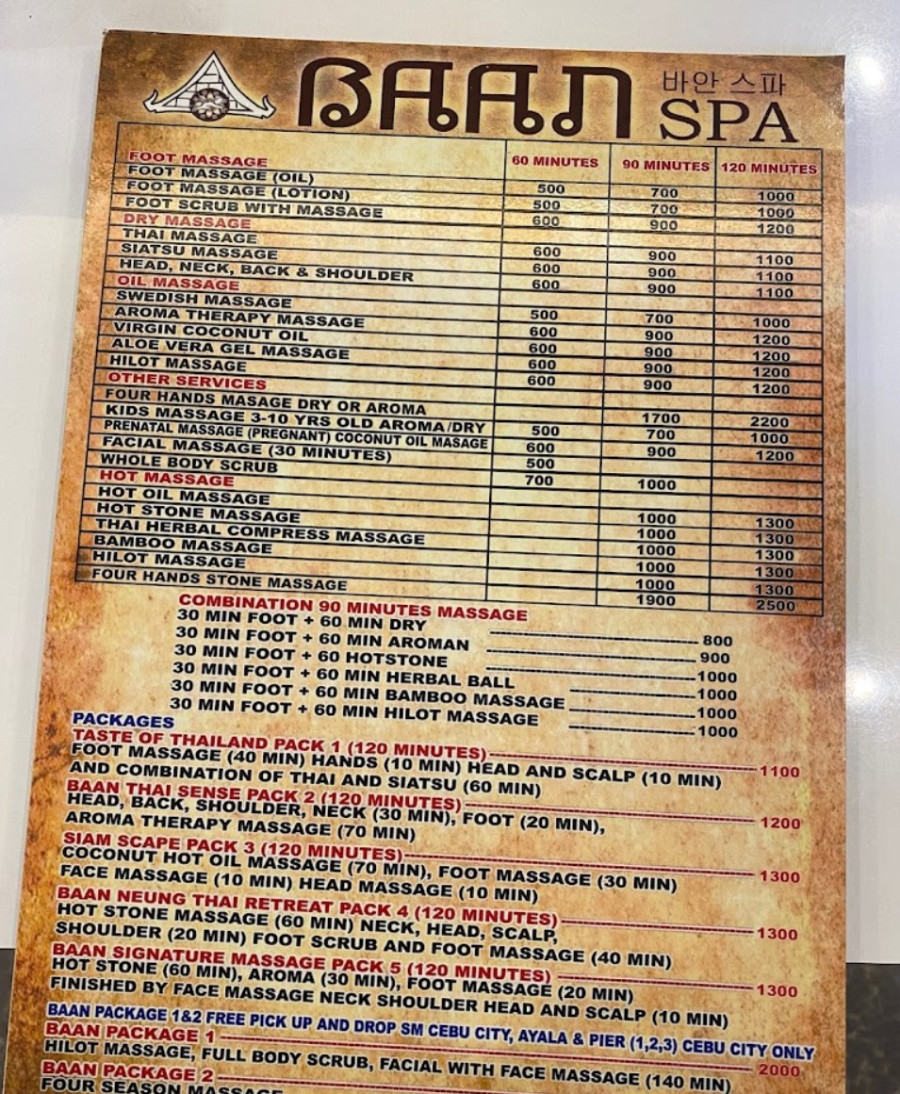 BAAN 바안 스파
SPA
FOOT MASSAGE 60 MINUTES 90 MINUTES 120 MINUTES
FOOT MASSAGE (OIL) 500 700 1000
FOOT MASSAGE (LOTION) 500 700 1000
FOOT SCRUB WITH MASSAGE 600 900 1200
DRY MASSAGE
THAI MASSAGE 600 900 1100
SIATSU MASSAGE 600 900 1100
HEAD, NECK, BACK & SHOULDER 600 900 1100
OIL MASSAGE
SWEDISH MASSAGE 500 700 1000
AROMA THERAPY MASSAGE 600 900 1200
VIRGIN COCONUT OIL 600 900 1200
ALOE VERA GEL MASSAGE 600 900 1200
HILOT MASSAGE 600 900 1200
OTHER SERVICES
FOUR HANDS MASAGE DRY OR AROMA 1700 2200
KIDS MASSAGE 3-10 YRS OLD AROMA/DRY 500 700 1000
PRENATAL MASSAGE (PREGNANT) COCONUT OIL MASAGE 600 900 1200
FACIAL MASSAGE (30 MINUTES) 500
WHOLE BODY SCRUB 700 1000
HOT MASSAGE
HOT OIL MASSAGE 1000 1300
HOT STONE MASSAGE 1000 1300
THAI HERBAL COMPRESS MASSAGE 1000 1300
BAMBOO MASSAGE 1000 1300
HILOT MASSAGE 1000 1300
FOUR HANDS STONE MASSAGE 1900 2500
COMBINATION 90 MINUTES MASSAGE
30 MIN FOOT + 60 MIN DRY 800
30 MIN FOOT + 60 MIN AROMAN 900
30 MIN FOOT + 60 HOTSTONE 1000
30 MIN FOOT + 60 MIN HERBAL BALL 1000
30 MIN FOOT + 60 MIN BAMBOO MASSAGE 1000
30 MIN FOOT + 60 MIN HILOT MASSAGE 1000
PACKAGES
TASTE OF THAILAND PACK 1 (120 MINUTES) 1100
FOOT MASSAGE (40 MIN) HANDS (10 MIN) HEAD AND SCALP (10 MIN)
AND COMBINATION OF THAI AND SIATSU (60 MIN)
BAAN THAI SENSE PACK 2 (120 MINUTES) 1200
HEAD, BACK, SHOULDER, NECK (30 MIN), FOOT (20 MIN),
AROMA THERAPY MASSAGE (70 MIN)
SIAM SCAPE PACK 3 (120 MINUTES) 1300
COCONUT HOT OIL MASSAGE (70 MIN), FOOT MASSAGE (30 MIN)
FACE MASSAGE (10 MIN) HEAD MASSAGE (10 MIN)
BAAN NEUNG THAI RETREAT PACK 4 (120 MINUTES) 1300
HOT STONE MASSAGE (60 MIN) NECK, HEAD, SCALP,
SHOULDER (20 MIN) FOOT SCRUB AND FOOT MASSAGE (40 MIN)
BAAN SIGNATURE MASSAGE PACK 5 (120 MINUTES) 1300
HOT STONE (60 MIN), AROMA (30 MIN), FOOT MASSAGE (20 MIN)
FINISHED BY FACE MASSAGE NECK SHOULDER HEAD AND SCALP (10 MIN)
BAAN PACKAGE 1&2 FREE PICK UP AND DROP SM CEBU CITY, AYALA & PIER (1,2,3) CEBU CITY ONLY
BAAN PACKAGE 1 2000
HILOT MASSAGE, FULL BODY SCRUB, FACIAL WITH FACE MASSAGE (140 MIN)
BAAN PACKAGE 2
FOUR SEASON MASSAGE